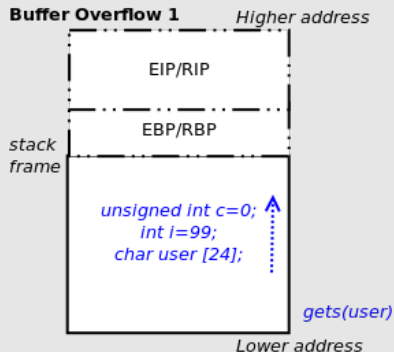 Buffer Overflow 1
Higher address
EIP/RIP
EBP/RBP
stack
frame
unsigned int c=0;
int i=99;
char user [24];
gets(user)
Lower address